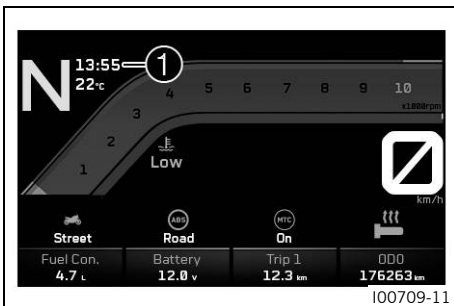 N
13:55
22°C
1
1 2 3 4 5 6 7 8 9 10
x1000rpm
Low
0
km/h
ABS
MTC
Street
Road
On
Fuel Con.
Battery
Trip 1
ODO
4.7 L
12.0 v
12.3 km
176263 km
I00709-11